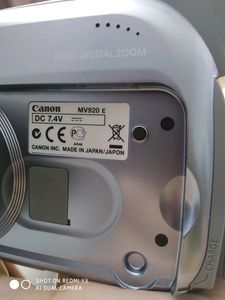 800x DIGITAL ZOOM
Canon MV920 E
DC 7.4V
CANON INC. MADE IN JAPAN/JAPON
CHARGE
SHOT ON REDMI Y3
AI DUAL CAMERA